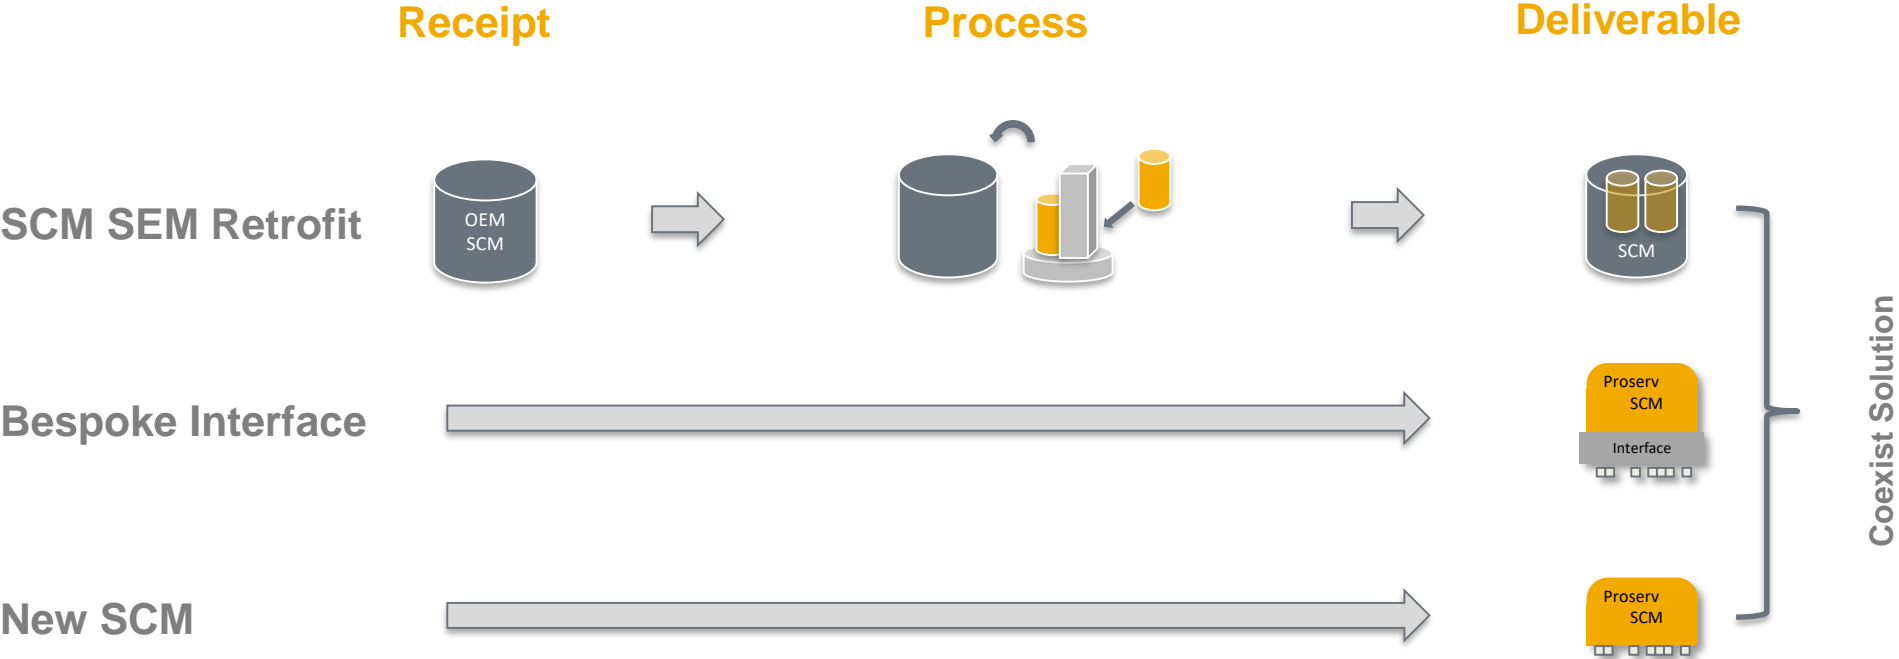 Receipt
Process
Deliverable
SCM SEM Retrofit
OEM
SCM
SCM
Bespoke Interface
Proserv
SCM
Interface
New SCM
Proserv
SCM
Coexist Solution